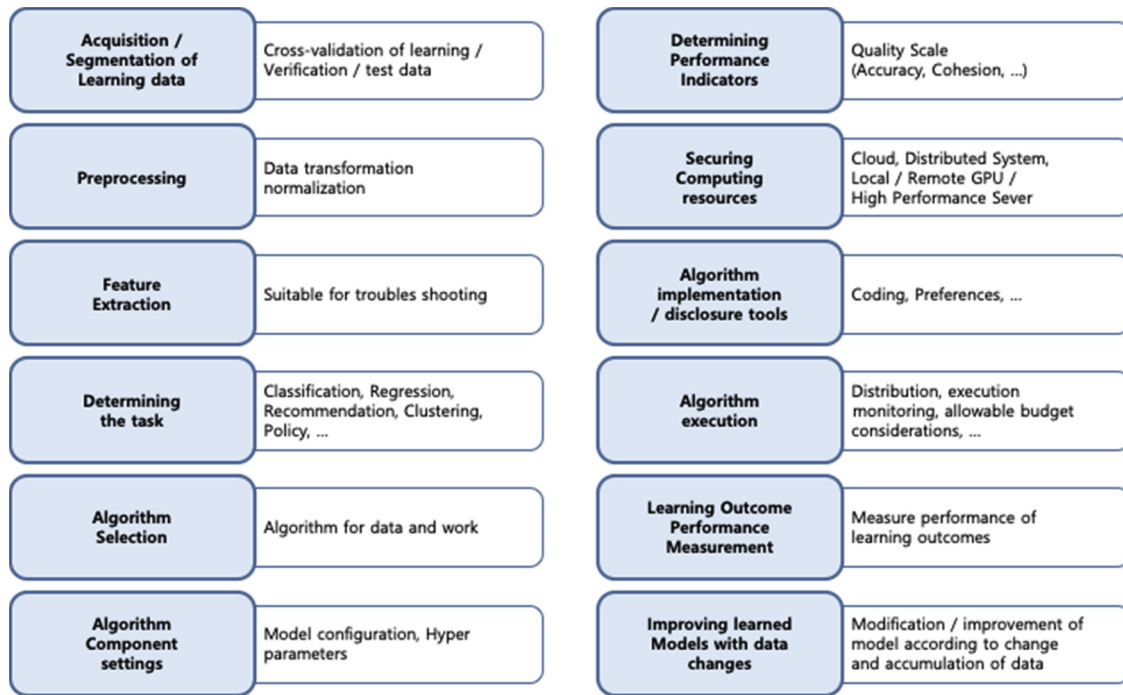 Acquisition /
Segmentation of
Learning data
Cross-validation of learning /
Verification / test data
Preprocessing
Data transformation
normalization
Feature
Extraction
Suitable for troubles shooting
Determining
the task
Classification, Regression,
Recommendation, Clustering,
Policy, ...
Algorithm
Selection
Algorithm for data and work
Algorithm
Component
settings
Model configuration, Hyper
parameters
Determining
Performance
Indicators
Quality Scale
(Accuracy, Cohesion, ...)
Securing
Computing
resources
Cloud, Distributed System,
Local / Remote GPU /
High Performance Sever
Algorithm
implementation
/ disclosure tools
Coding, Preferences, ...
Algorithm
execution
Distribution, execution
monitoring, allowable budget
considerations, ...
Learning Outcome
Performance
Measurement
Measure performance of
learning outcomes
Improving learned
Models with data
changes
Modification / improvement of
model according to change
and accumulation of data